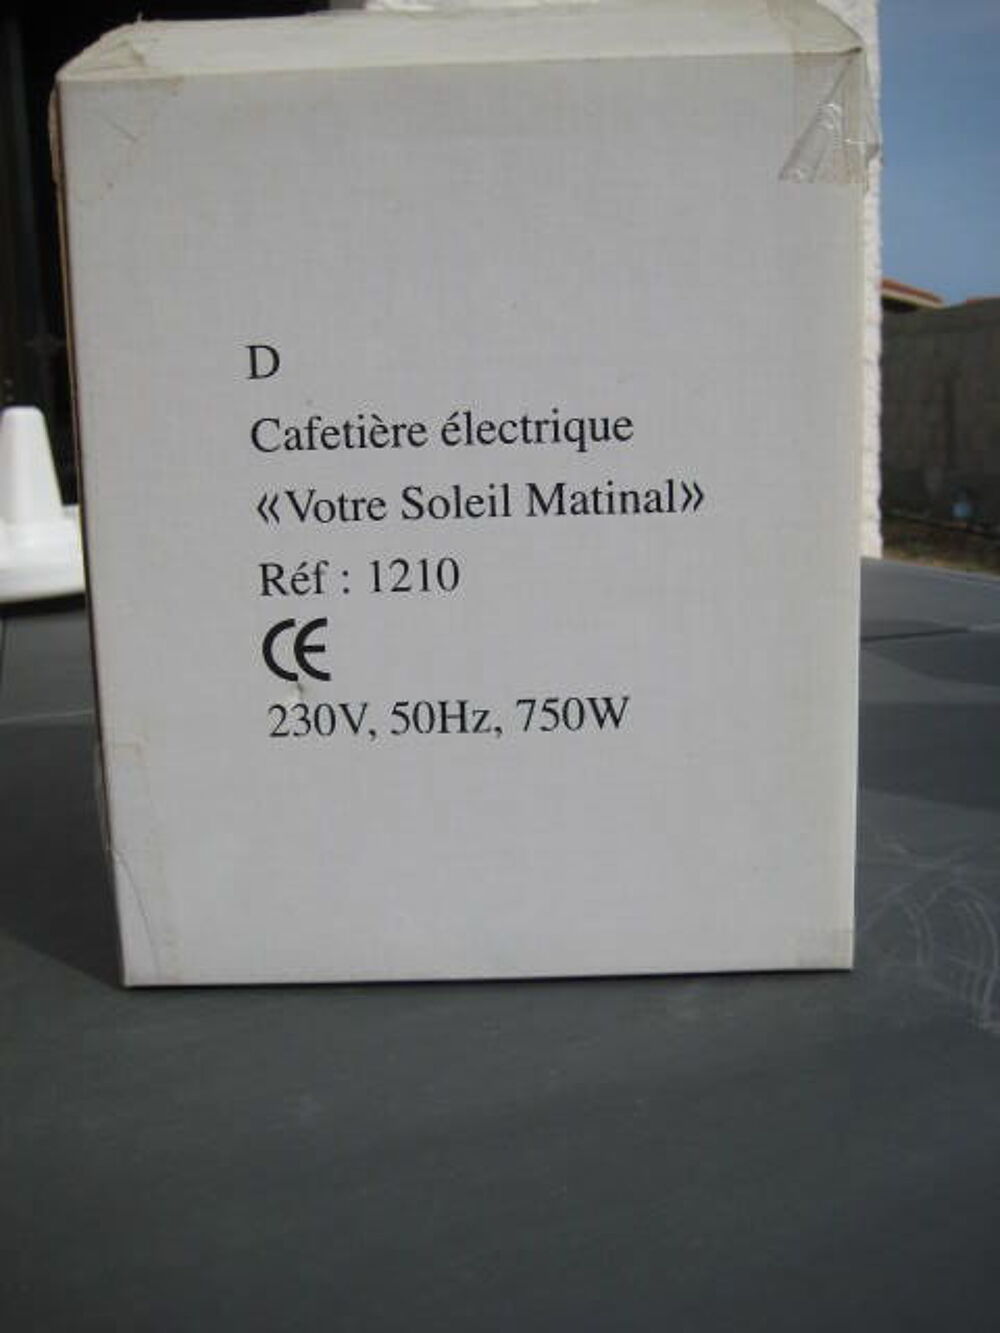 D
Cafetière électrique
«Votre Soleil Matinal»
Réf : 1210
CE
230V, 50Hz, 750W